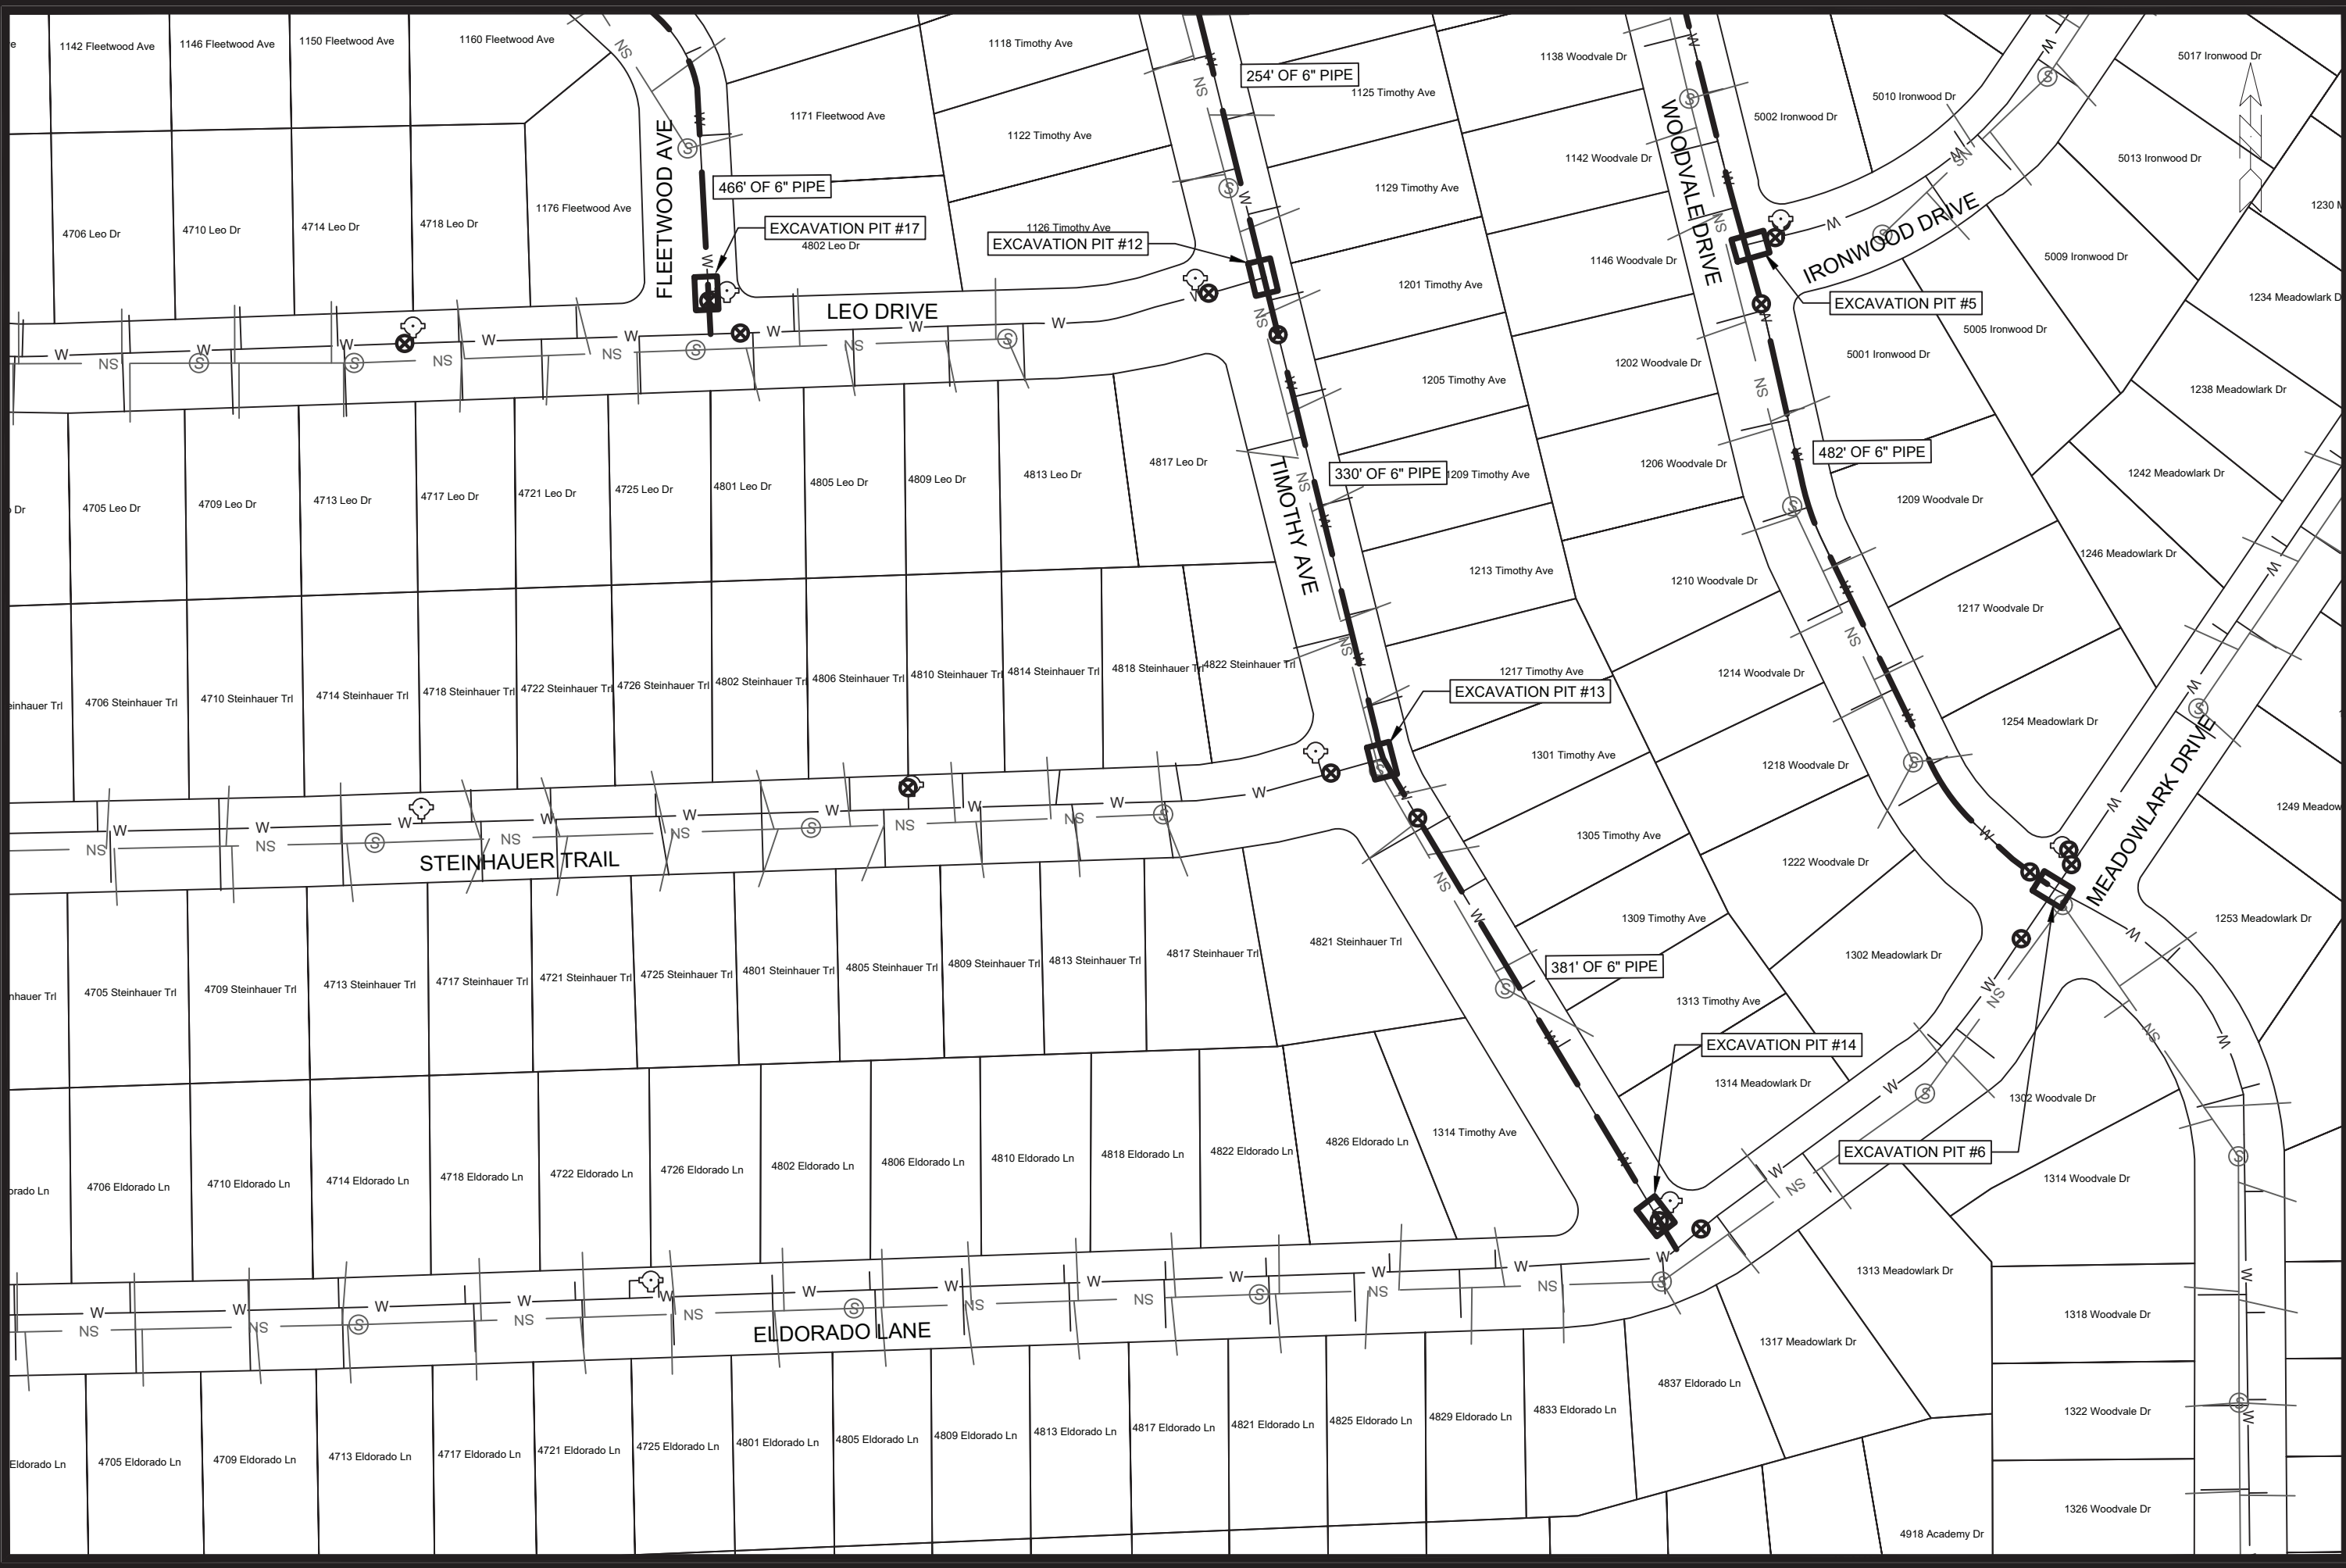 1142 Fleetwood Ave
1146 Fleetwood Ave
1150 Fleetwood Ave
1160 Fleetwood Ave
1118 Timothy Ave
254' OF 6" PIPE
1125 Timothy Ave
1138 Woodvale Dr
5002 Ironwood Dr
5010 Ironwood Dr
5017 Ironwood Dr
1171 Fleetwood Ave
1122 Timothy Ave
1142 Woodvale Dr
5013 Ironwood Dr
FLEETWOOD AVE
466' OF 6" PIPE
1129 Timothy Ave
WOODVALE DRIVE
IRONWOOD DRIVE
4706 Leo Dr
4710 Leo Dr
4714 Leo Dr
4718 Leo Dr
1176 Fleetwood Ave
EXCAVATION PIT #17
4802 Leo Dr
1126 Timothy Ave
EXCAVATION PIT #12
1146 Woodvale Dr
5009 Ironwood Dr
1201 Timothy Ave
EXCAVATION PIT #5
1234 Meadowlark D
LEO DRIVE
5005 Ironwood Dr
5001 Ironwood Dr
1202 Woodvale Dr
1205 Timothy Ave
1238 Meadowlark Dr
482' OF 6" PIPE
330' OF 6" PIPE
1209 Timothy Ave
1206 Woodvale Dr
1242 Meadowlark Dr
TIMOTHY AVE
Dr
4705 Leo Dr
4709 Leo Dr
4713 Leo Dr
4717 Leo Dr
4721 Leo Dr
4725 Leo Dr
4801 Leo Dr
4805 Leo Dr
4809 Leo Dr
4813 Leo Dr
4817 Leo Dr
1209 Woodvale Dr
1246 Meadowlark Dr
1213 Timothy Ave
1210 Woodvale Dr
1217 Woodvale Dr
einhauer Trl
4706 Steinhauer Trl
4710 Steinhauer Trl
4714 Steinhauer Trl
4718 Steinhauer Trl
4722 Steinhauer Trl
4726 Steinhauer Trl
4802 Steinhauer Trl
4806 Steinhauer Trl
4810 Steinhauer Trl
4814 Steinhauer Trl
4818 Steinhauer Trl
4822 Steinhauer Trl
1217 Timothy Ave
EXCAVATION PIT #13
1214 Woodvale Dr
1254 Meadowlark Dr
1301 Timothy Ave
1218 Woodvale Dr
MEADOWLARK DRIVE
1249 Meadow
STEINHAUER TRAIL
1305 Timothy Ave
1222 Woodvale Dr
1309 Timothy Ave
1253 Meadowlark Dr
nhauer Trl
4705 Steinhauer Trl
4709 Steinhauer Trl
4713 Steinhauer Trl
4717 Steinhauer Trl
4721 Steinhauer Trl
4725 Steinhauer Trl
4801 Steinhauer Trl
4805 Steinhauer Trl
4809 Steinhauer Trl
4813 Steinhauer Trl
4817 Steinhauer Trl
4821 Steinhauer Trl
381' OF 6" PIPE
1302 Meadowlark Dr
1313 Timothy Ave
EXCAVATION PIT #14
1314 Meadowlark Dr
1302 Woodvale Dr
EXCAVATION PIT #6
orado Ln
4706 Eldorado Ln
4710 Eldorado Ln
4714 Eldorado Ln
4718 Eldorado Ln
4722 Eldorado Ln
4726 Eldorado Ln
4802 Eldorado Ln
4806 Eldorado Ln
4810 Eldorado Ln
4818 Eldorado Ln
4822 Eldorado Ln
4826 Eldorado Ln
1314 Timothy Ave
1314 Woodvale Dr
1313 Meadowlark Dr
1318 Woodvale Dr
ELDORADO LANE
1317 Meadowlark Dr
4837 Eldorado Ln
1322 Woodvale Dr
Eldorado Ln
4705 Eldorado Ln
4709 Eldorado Ln
4713 Eldorado Ln
4717 Eldorado Ln
4721 Eldorado Ln
4725 Eldorado Ln
4801 Eldorado Ln
4805 Eldorado Ln
4809 Eldorado Ln
4813 Eldorado Ln
4817 Eldorado Ln
4821 Eldorado Ln
4825 Eldorado Ln
4829 Eldorado Ln
4833 Eldorado Ln
1326 Woodvale Dr
4918 Academy Dr